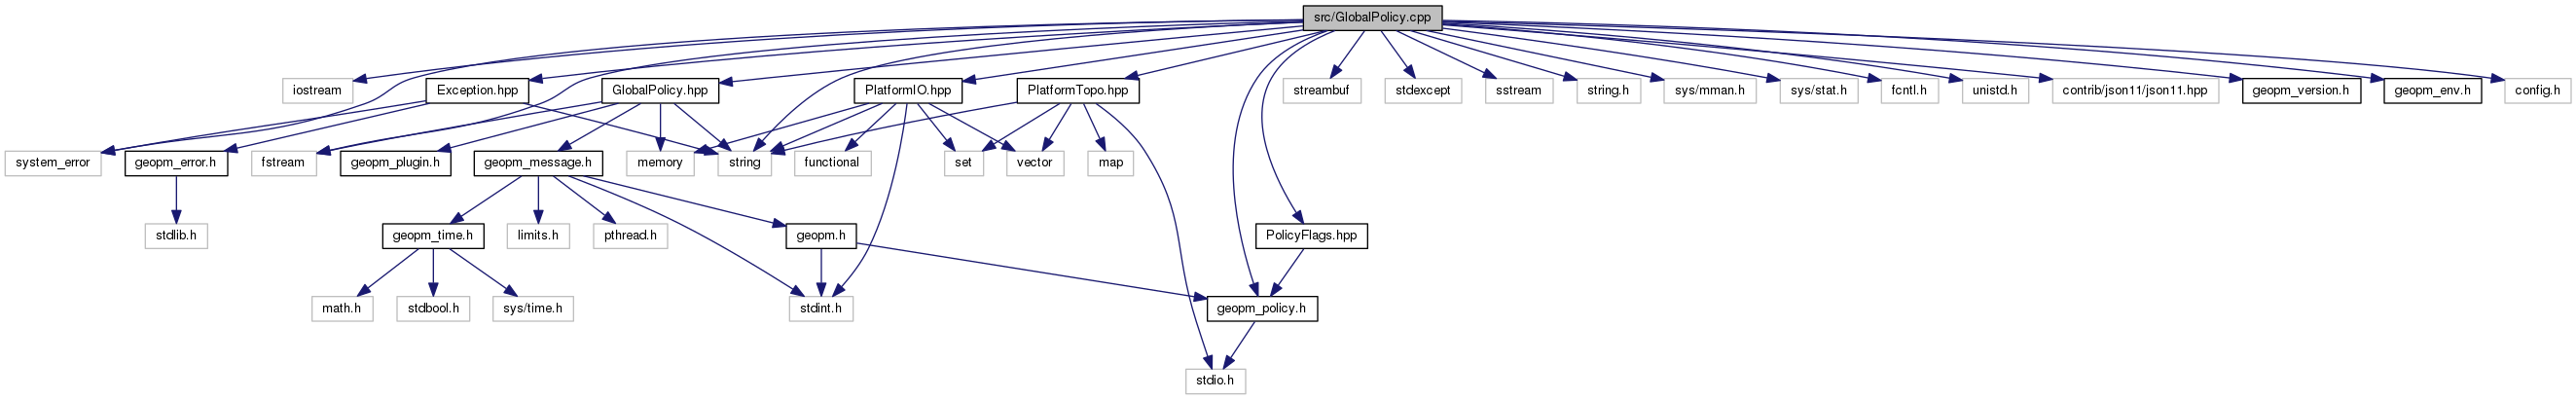 src/GlobalPolicy.cpp
iostream
Exception.hpp
GlobalPolicy.hpp
PlatformIO.hpp
PlatformTopo.hpp
streambuf
stdexcept
sstream
string.h
sys/mman.h
sys/stat.h
fcntl.h
unistd.h
contrib/json11/json11.hpp
geopm_version.h
geopm_env.h
config.h
system_error
geopm_error.h
fstream
geopm_plugin.h
geopm_message.h
memory
string
functional
set
vector
map
stdlib.h
geopm_time.h
limits.h
pthread.h
geopm.h
PolicyFlags.hpp
math.h
stdbool.h
sys/time.h
stdint.h
geopm_policy.h
stdio.h